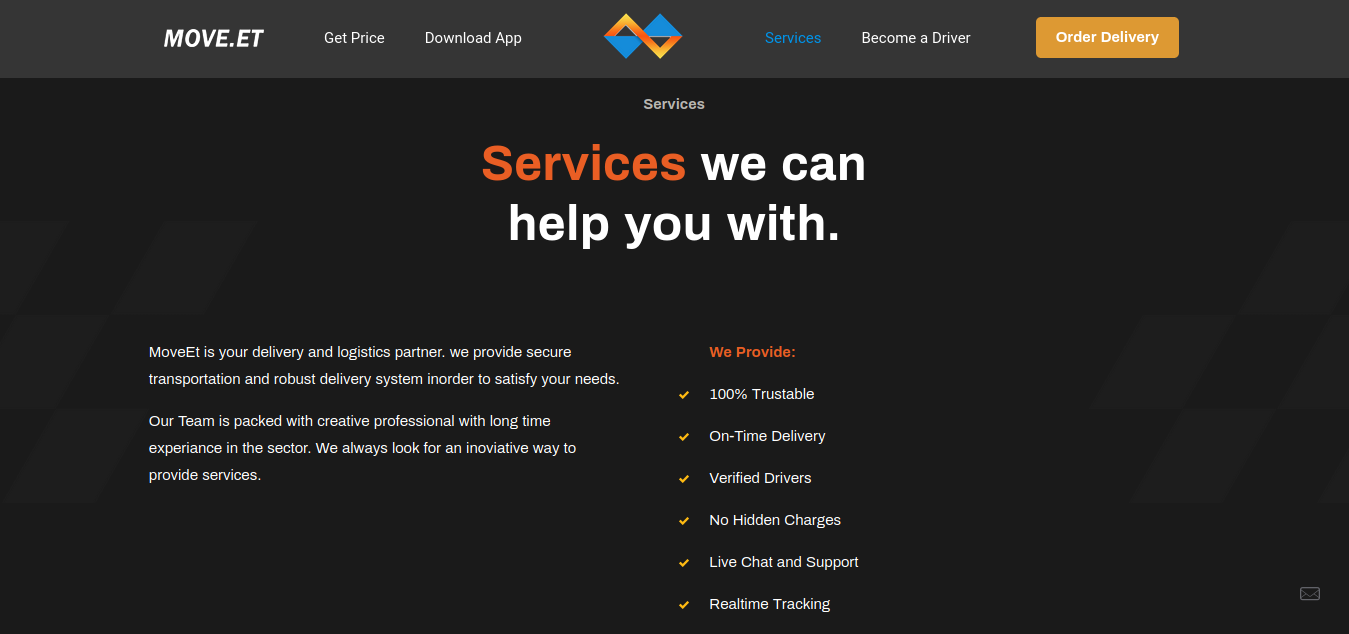 MOVE.ET
Get Price
Download App
Services
Become a Driver
Order Delivery
Services
Services we can
help you with.
MoveEt is your delivery and logistics partner. we provide secure
transportation and robust delivery system inorder to satisfy your needs.
Our Team is packed with creative professional with long time
experiance in the sector. We always look for an inoviative way to
provide services.
We Provide:
100% Trustable
On-Time Delivery
Verified Drivers
No Hidden Charges
Live Chat and Support
Realtime Tracking